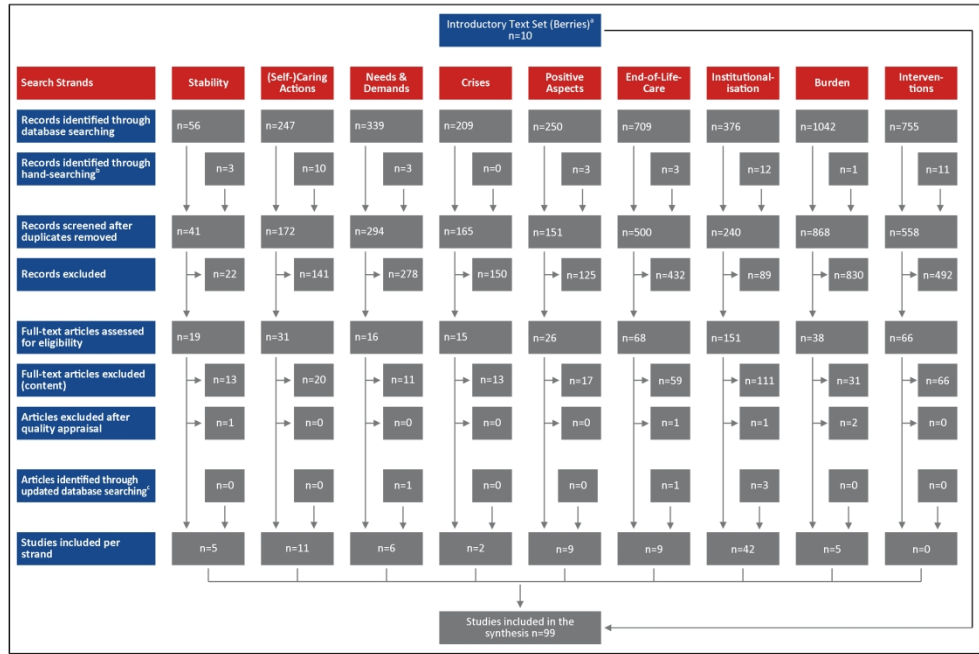 Introductory Text Set (Berries)a
n=10
Search Strands
Stability
(Self-)Caring
Actions
Needs &
Demands
Crises
Positive
Aspects
End-of-Life-
Care
Institutional-
isation
Burden
Interven-
tions
Records identified through
database searching
n=56
n=247
n=339
n=209
n=250
n=709
n=376
n=1042
n=755
Records identified through
hand-searchingb
n=3
n=10
n=3
n=0
n=3
n=3
n=12
n=1
n=11
Records screened after
duplicates removed
n=41
n=172
n=294
n=165
n=151
n=500
n=240
n=868
n=558
Records excluded
n=22
n=141
n=278
n=150
n=125
n=432
n=89
n=830
n=492
Full-text articles assessed
for eligibility
n=19
n=31
n=16
n=15
n=26
n=68
n=151
n=38
n=66
Full-text articles excluded
(content)
n=13
n=20
n=11
n=13
n=17
n=59
n=111
n=31
n=66
Articles excluded after
quality appraisal
n=1
n=0
n=0
n=0
n=0
n=1
n=1
n=2
n=0
Articles identified through
updated database searchingc
n=0
n=0
n=1
n=0
n=0
n=1
n=3
n=0
n=0
Studies included per
strand
n=5
n=11
n=6
n=2
n=9
n=9
n=42
n=5
n=0
Studies included in the
synthesis n=99